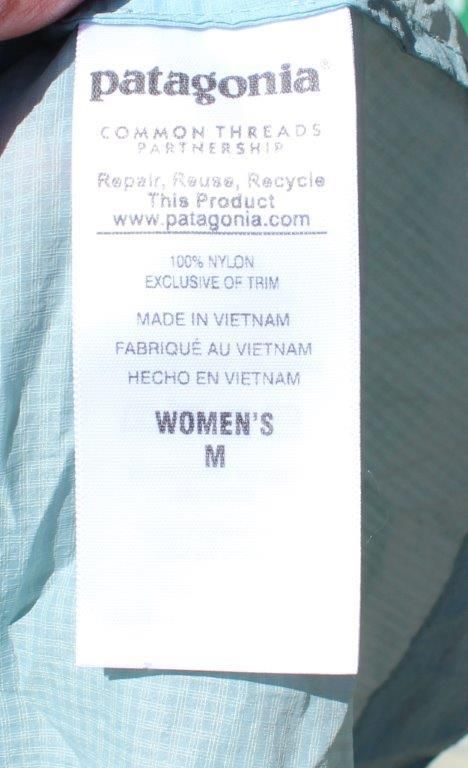 patagonia®
COMMON THREADS
PARTNERSHIP
Repair, Reuse, Recycle
This Product
www.patagonia.com
100% NYLON
EXCLUSIVE OF TRIM
MADE IN VIETNAM
FABRIQUÉ AU VIETNAM
HECHO EN VIETNAM
WOMEN'S
M